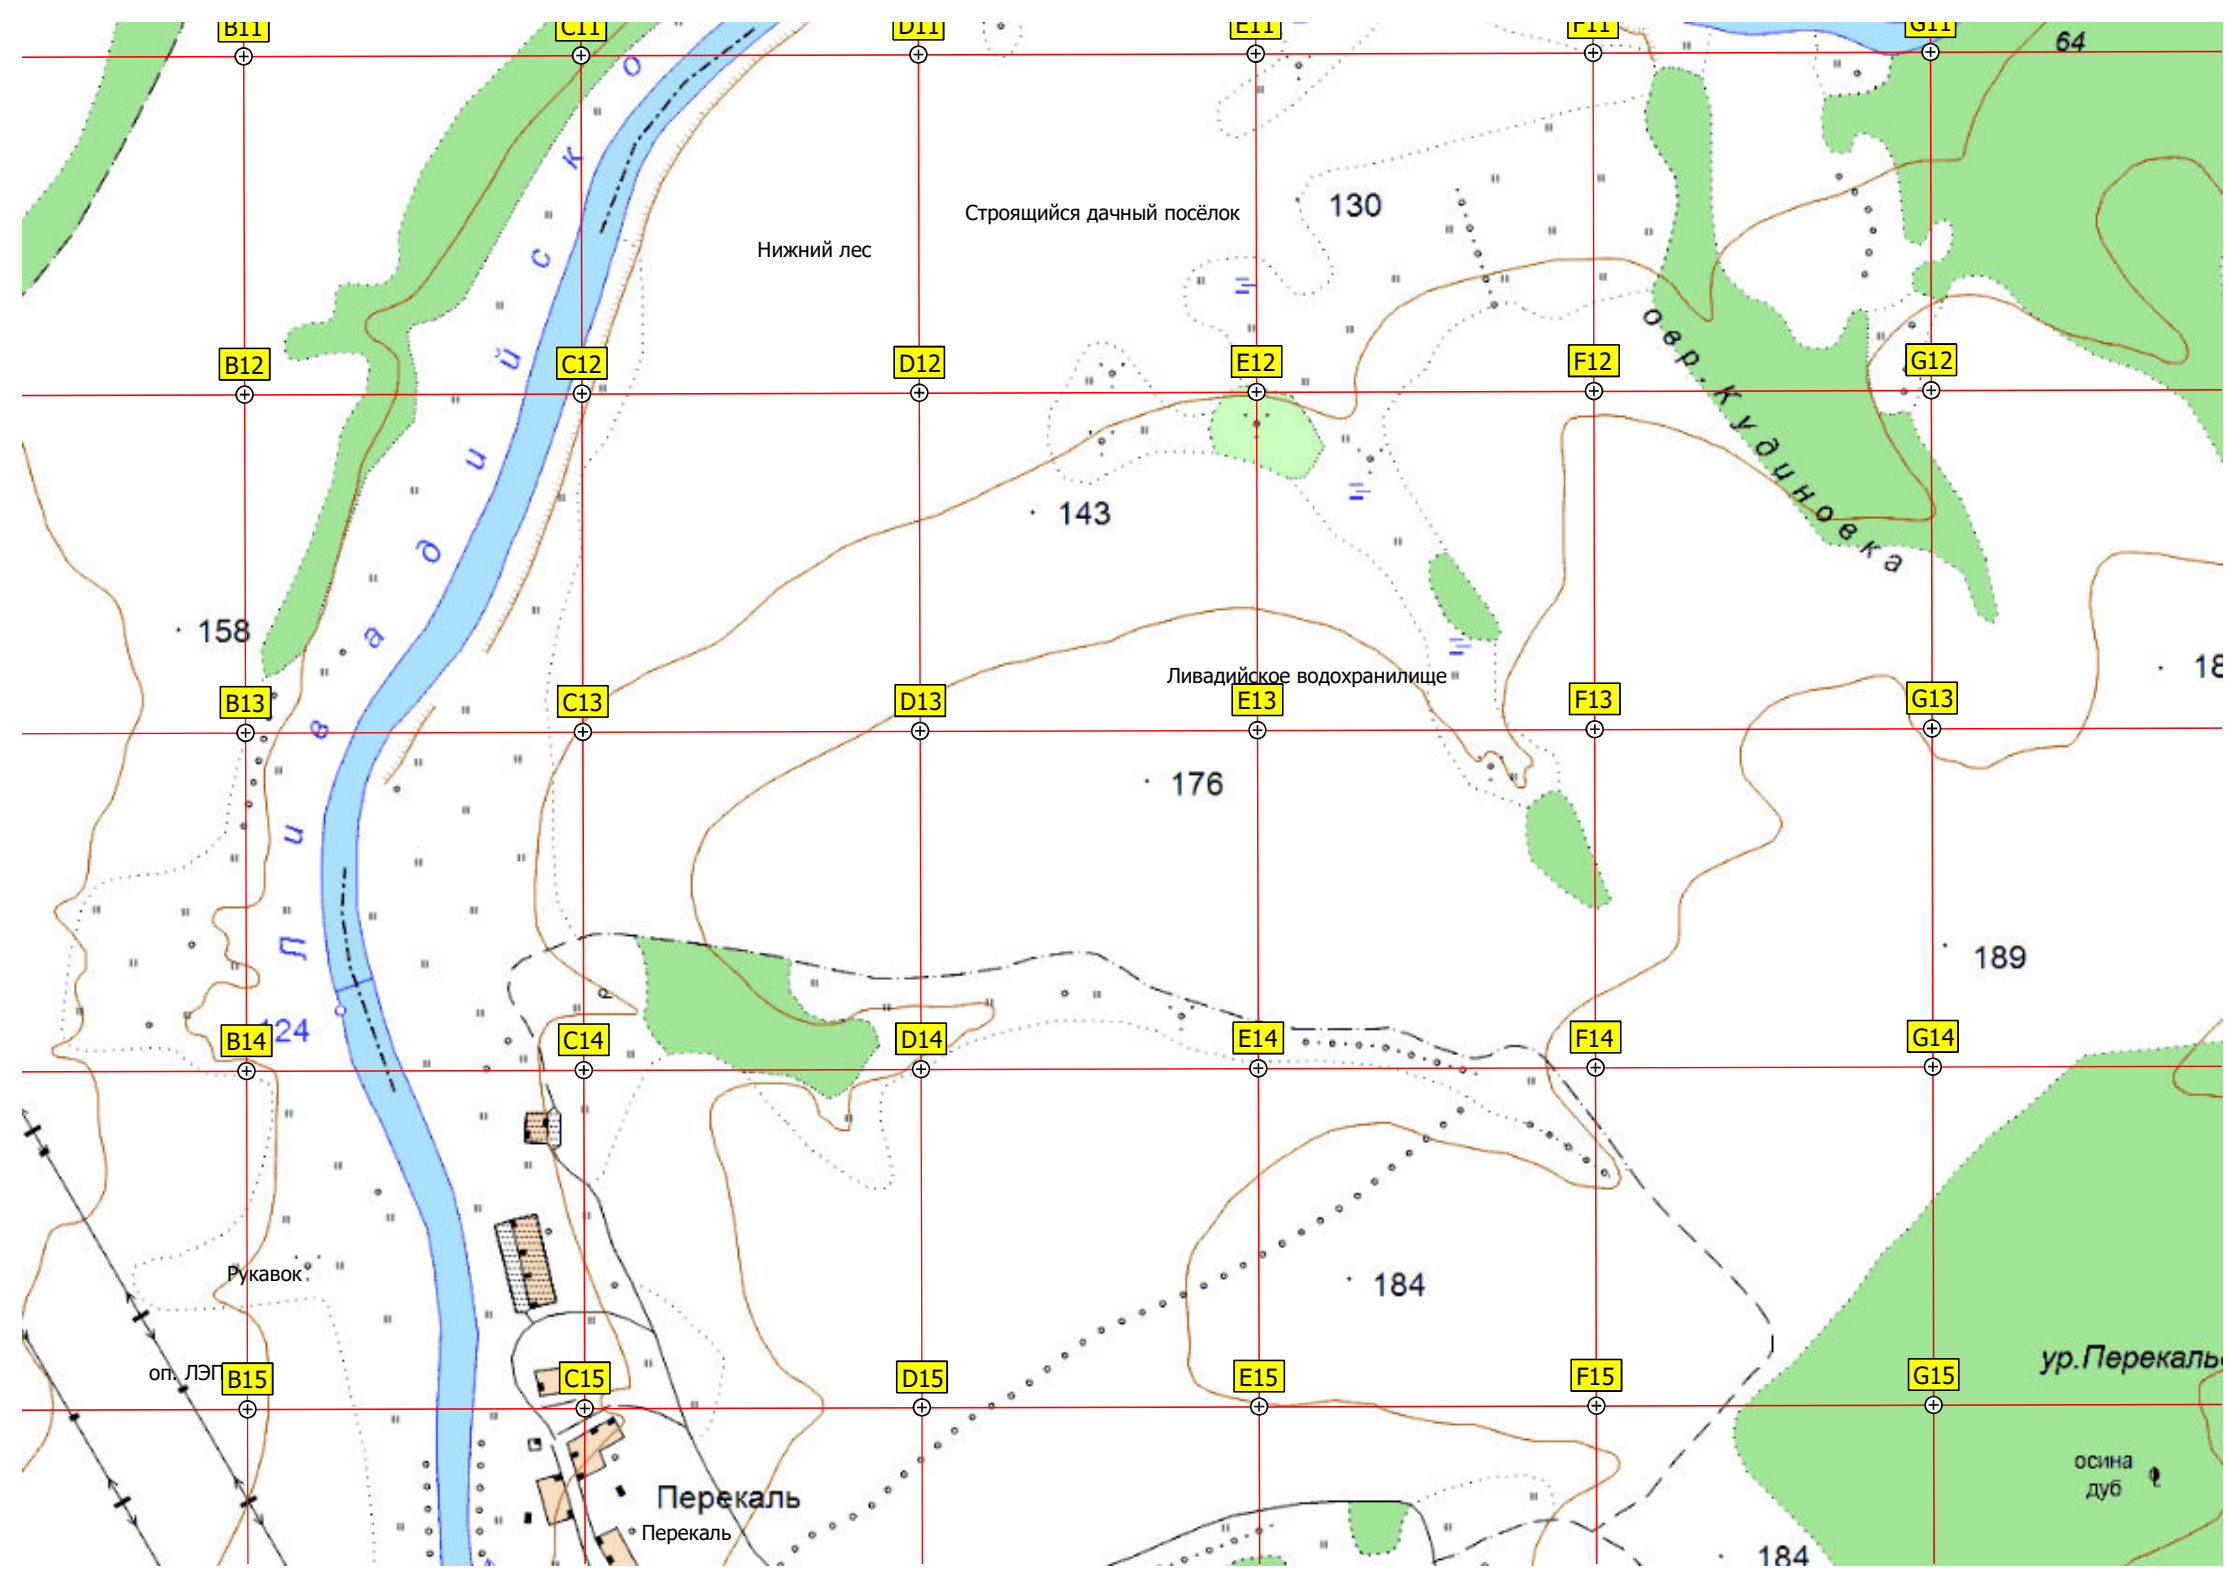 B11 C11 D11 E11 F11 G11
64
130
Строящийся дачный посёлок
Нижний лес
B12 C12 D12 E12 F12 G12
овр. Кудиновка
143
158
Ливадийско
Ливадийское водохранилище
18
B13 C13 D13 E13 F13 G13
176
189
124
B14 C14 D14 E14 F14 G14
Рукавок
184
ур.Перекаль
оп. ЛЭП
B15 C15 D15 E15 F15 G15
осина
дуб
Перекаль
Перекаль
184